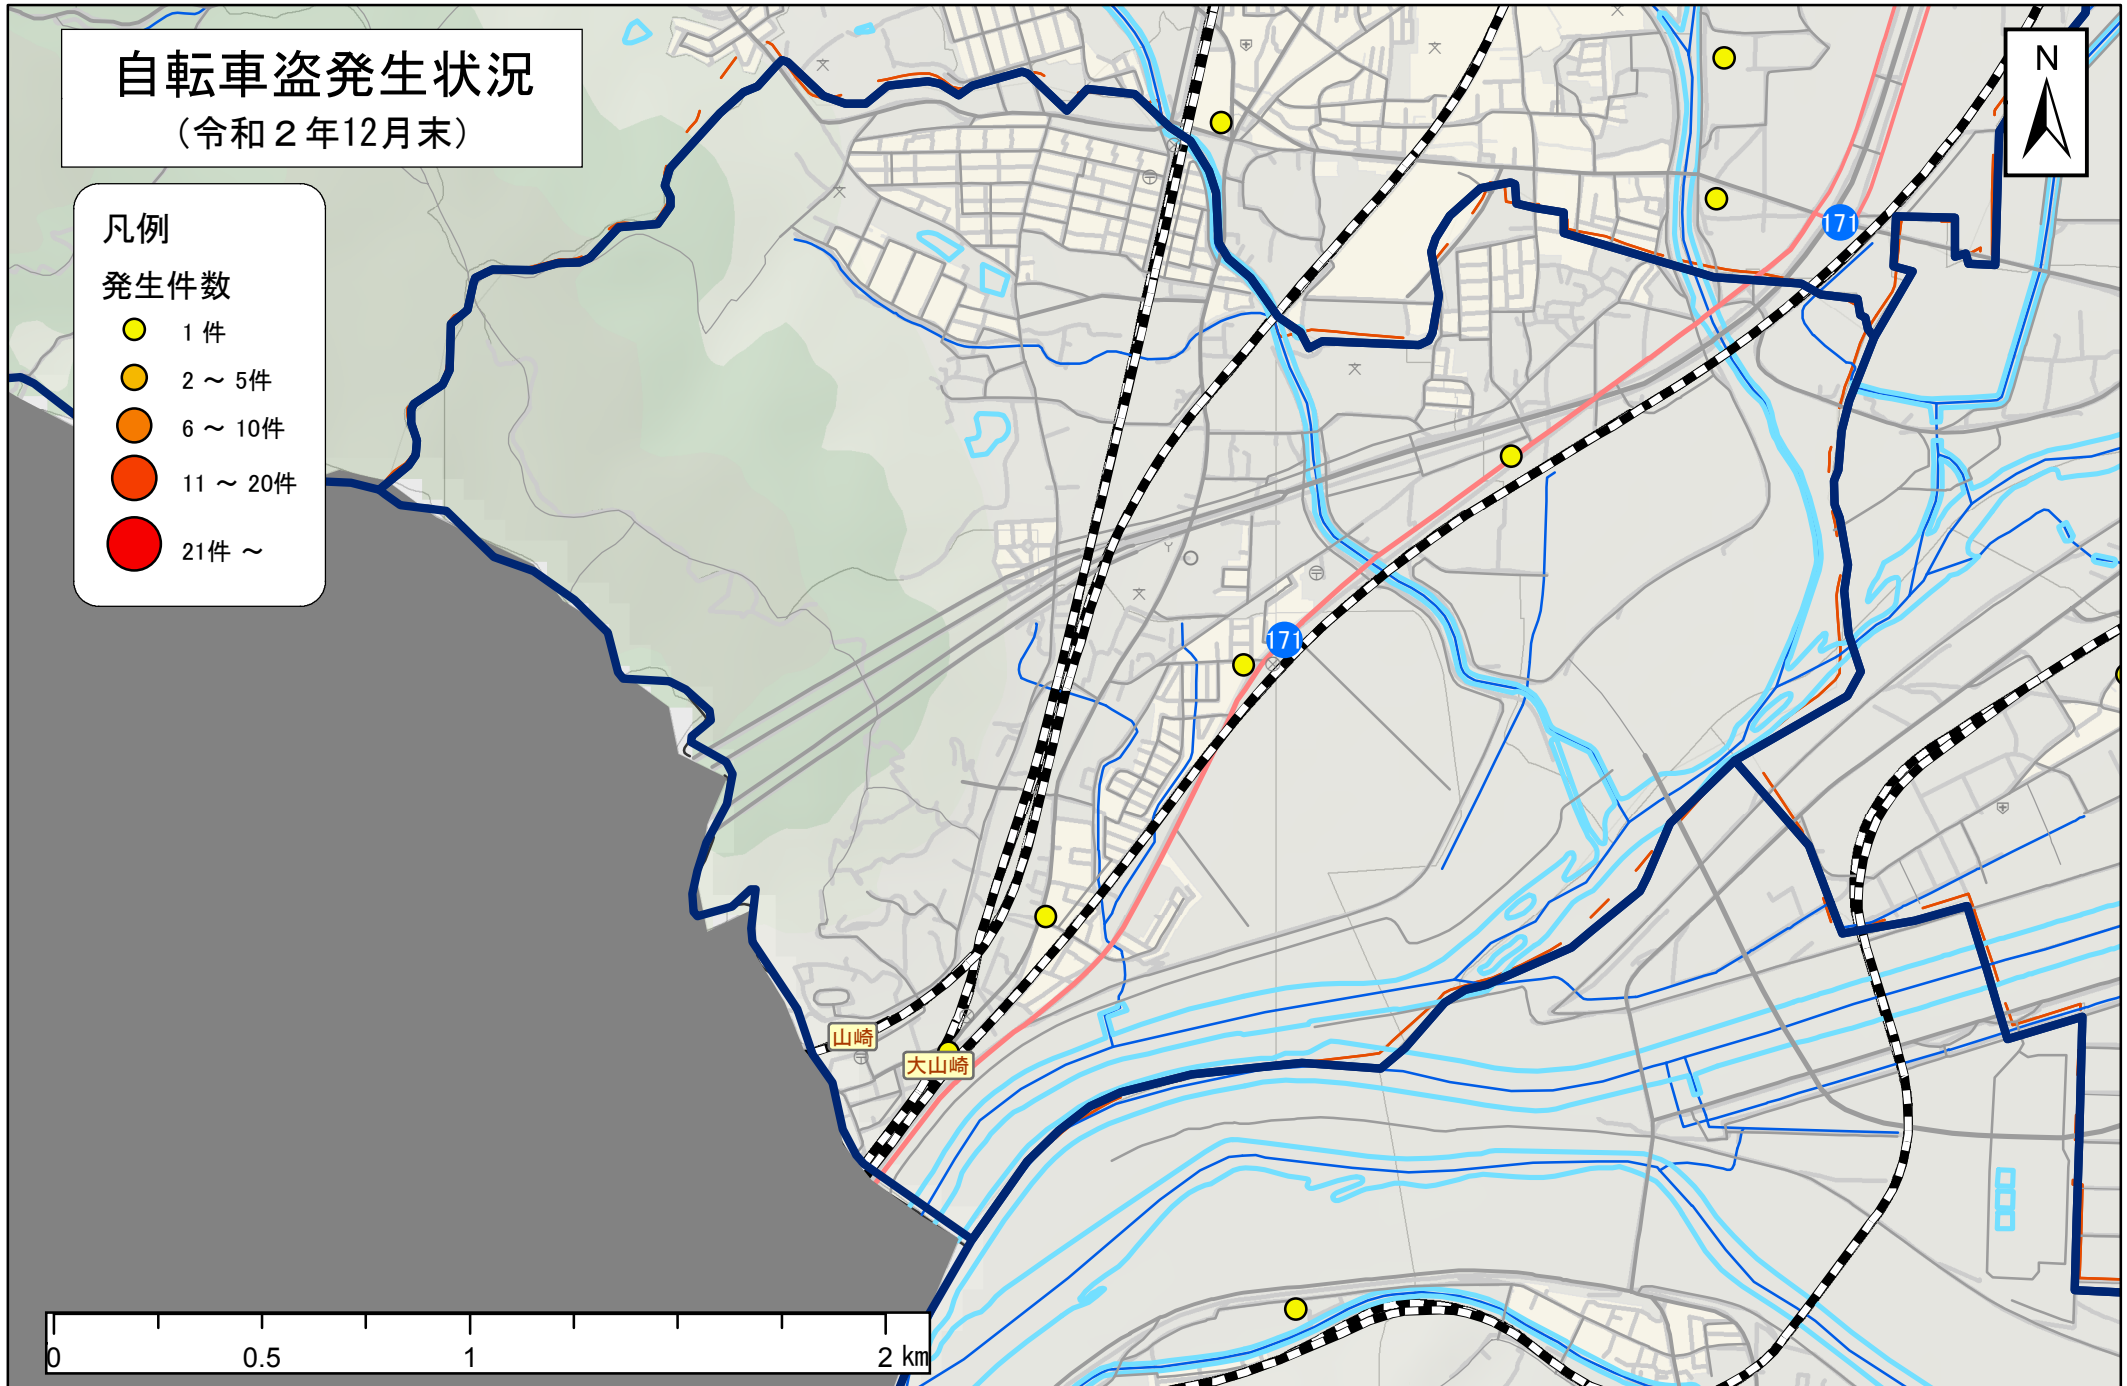 自転車盗発生状況
（令和２年12月末）
N
凡例
発生件数
1 件
2 ～ 5件
6 ～ 10件
11 ～ 20件
21件 ～
171
171
山崎
大山崎
0 0.5 1 2 km